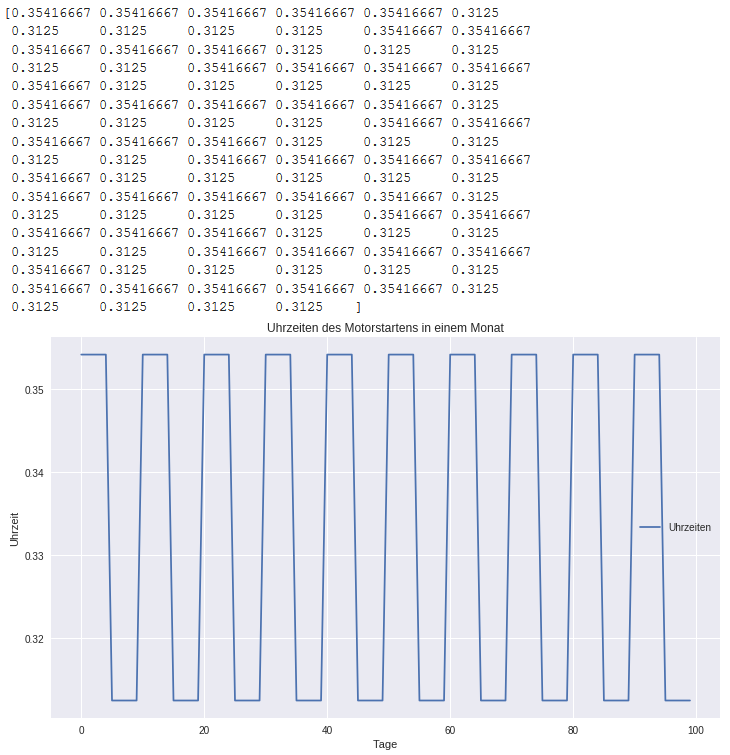 [0.35416667 0.35416667 0.35416667 0.35416667 0.35416667 0.3125
0.3125 0.3125 0.3125 0.3125 0.35416667 0.35416667
0.35416667 0.35416667 0.35416667 0.3125 0.3125 0.3125
0.3125 0.3125 0.35416667 0.35416667 0.35416667 0.35416667
0.35416667 0.3125 0.3125 0.3125 0.3125 0.3125
0.35416667 0.35416667 0.35416667 0.35416667 0.35416667 0.3125
0.3125 0.3125 0.3125 0.3125 0.35416667 0.35416667
0.35416667 0.35416667 0.35416667 0.3125 0.3125 0.3125
0.3125 0.3125 0.35416667 0.35416667 0.35416667 0.35416667
0.35416667 0.3125 0.3125 0.3125 0.3125 0.3125
0.35416667 0.35416667 0.35416667 0.35416667 0.35416667 0.3125
0.3125 0.3125 0.3125 0.3125 0.35416667 0.35416667
0.35416667 0.35416667 0.35416667 0.3125 0.3125 0.3125
0.3125 0.3125 0.35416667 0.35416667 0.35416667 0.35416667
0.35416667 0.3125 0.3125 0.3125 0.3125 0.3125
0.35416667 0.35416667 0.35416667 0.35416667 0.35416667 0.3125
0.3125 0.3125 0.3125 0.3125 ]
Uhrzeiten des Motorstartens in einem Monat
0.35
0.34
0.33
0.32
Uhrzeit
Uhrzeiten
0 20 40 60 80 100
Tage